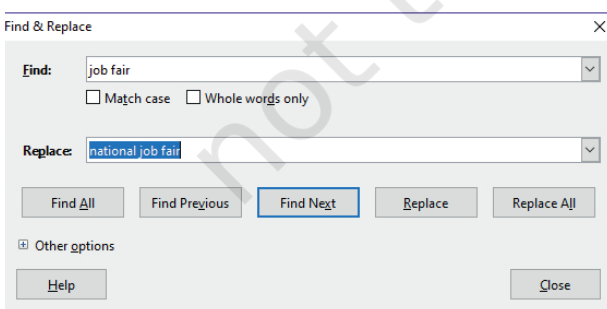 Find & Replace
Find: job fair
Match case Whole words only
Replace: national job fair
Find All Find Previous Find Next Replace Replace All
Other options
Help Close
not t